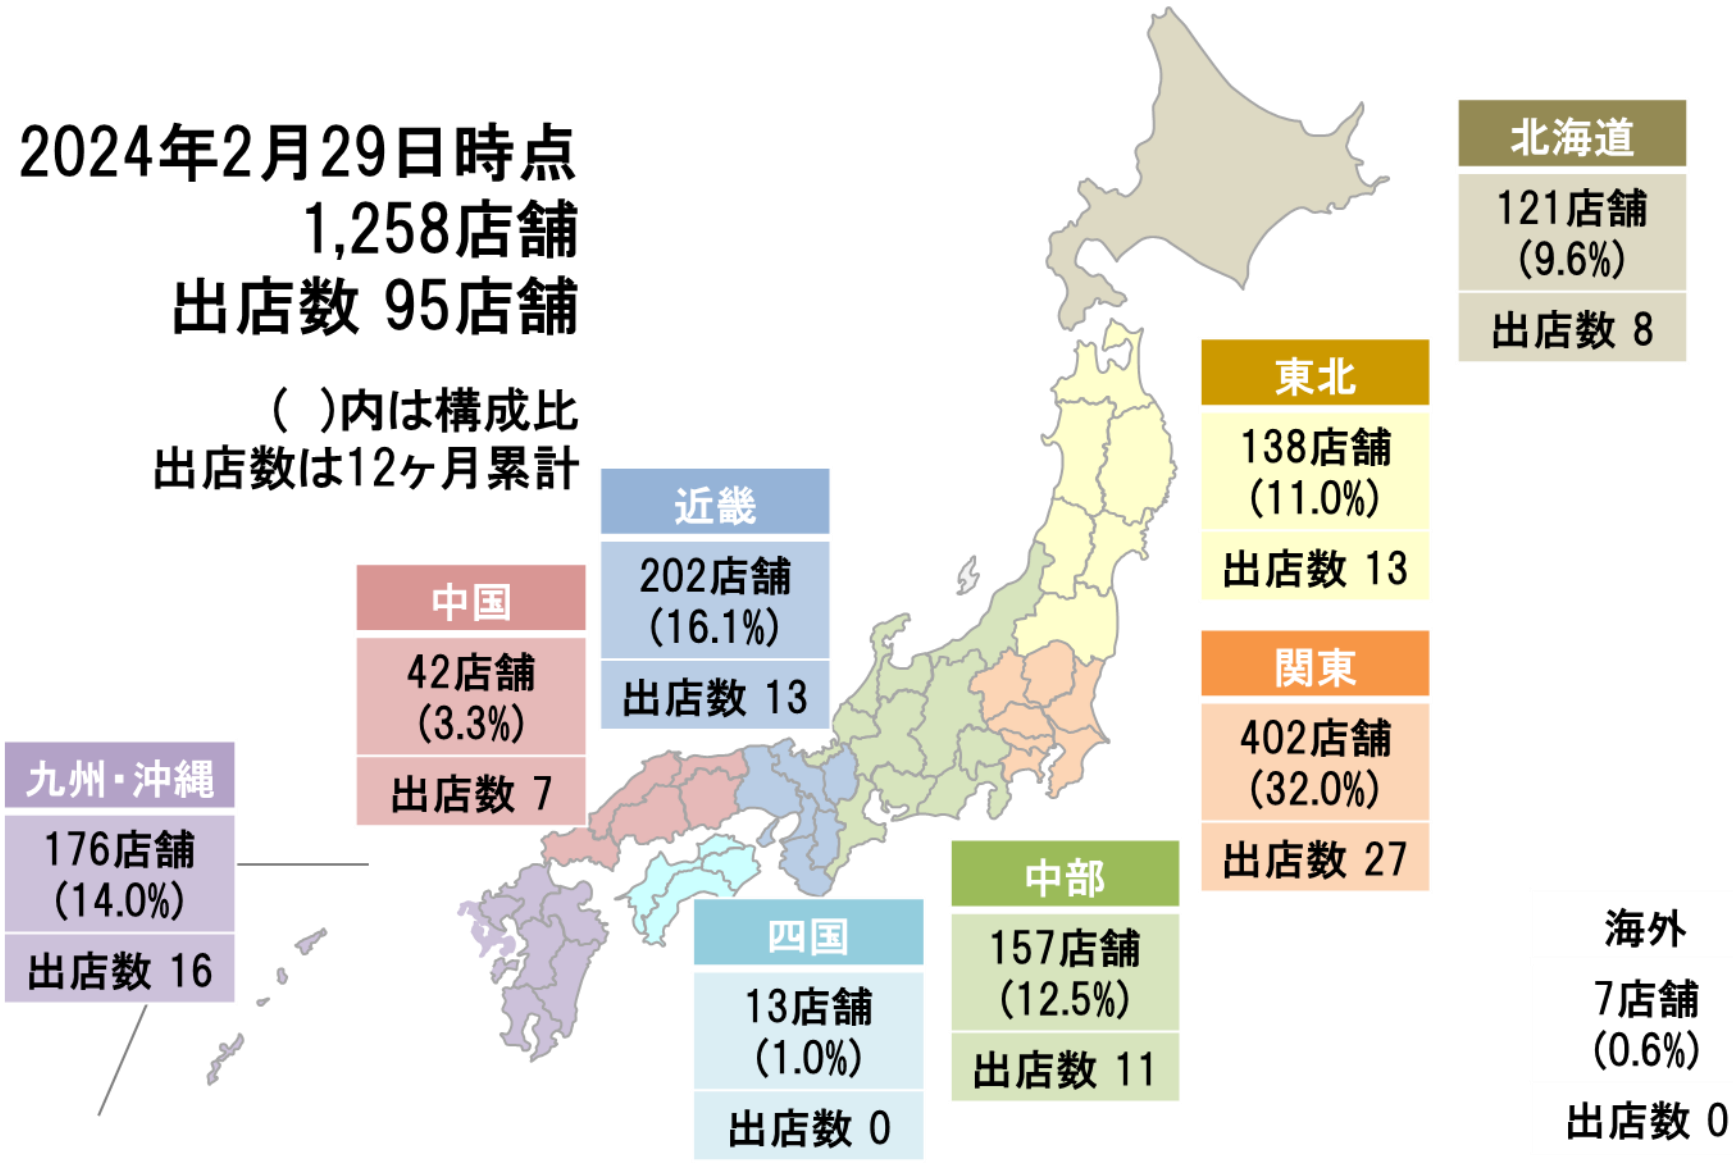 2024年2月29日時点
1,258店舗
出店数 95店舗
( )内は構成比
出店数は12ヶ月累計
北海道
121店舗
(9.6%)
出店数 8
東北
138店舗
(11.0%)
出店数 13
関東
402店舗
(32.0%)
出店数 27
近畿
202店舗
(16.1%)
出店数 13
中国
42店舗
(3.3%)
出店数 7
九州・沖縄
176店舗
(14.0%)
出店数 16
四国
13店舗
(1.0%)
出店数 0
中部
157店舗
(12.5%)
出店数 11
海外
7店舗
(0.6%)
出店数 0